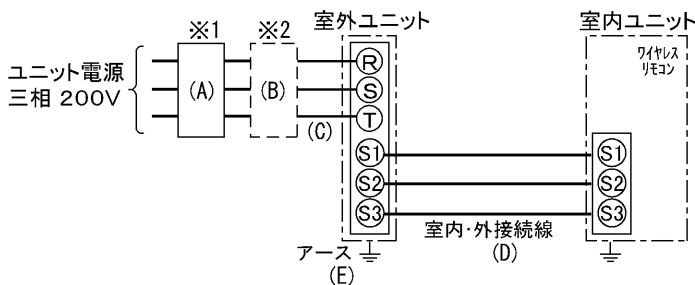 ※1
※2
室外ユニット
室内ユニット
ワイヤレス
リモコン
ユニット電源
三相 200V
(A)
(B)
(C)
R
S
T
S1
S2
S3
S1
S2
S3
室内・外接続線
(D)
アース
(E)